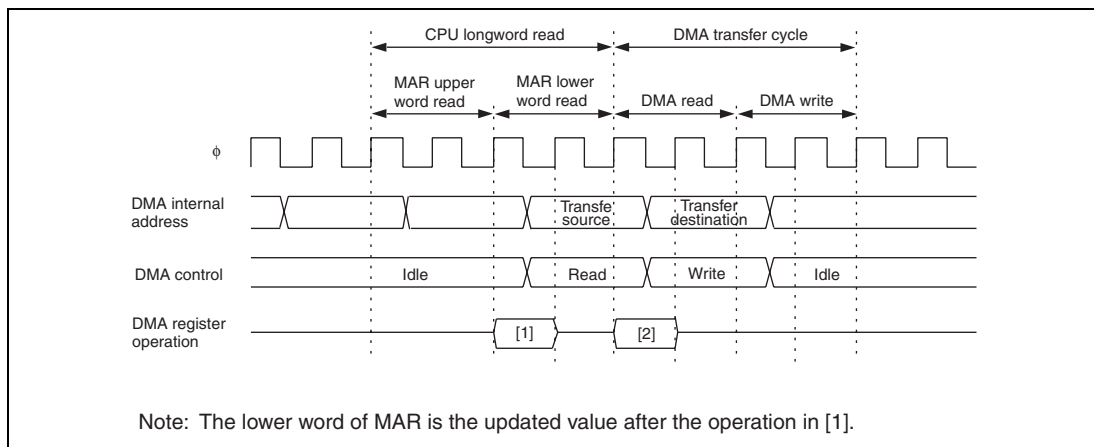 CPU longword read DMA transfer cycle
MAR upper
word read
MAR lower
word read
DMA read DMA write
ϕ
DMA internal
address
Transfe
source
Transfer
destination
DMA control
Idle Read Write Idle
DMA register
operation
[1] [2]
Note: The lower word of MAR is the updated value after the operation in [1].